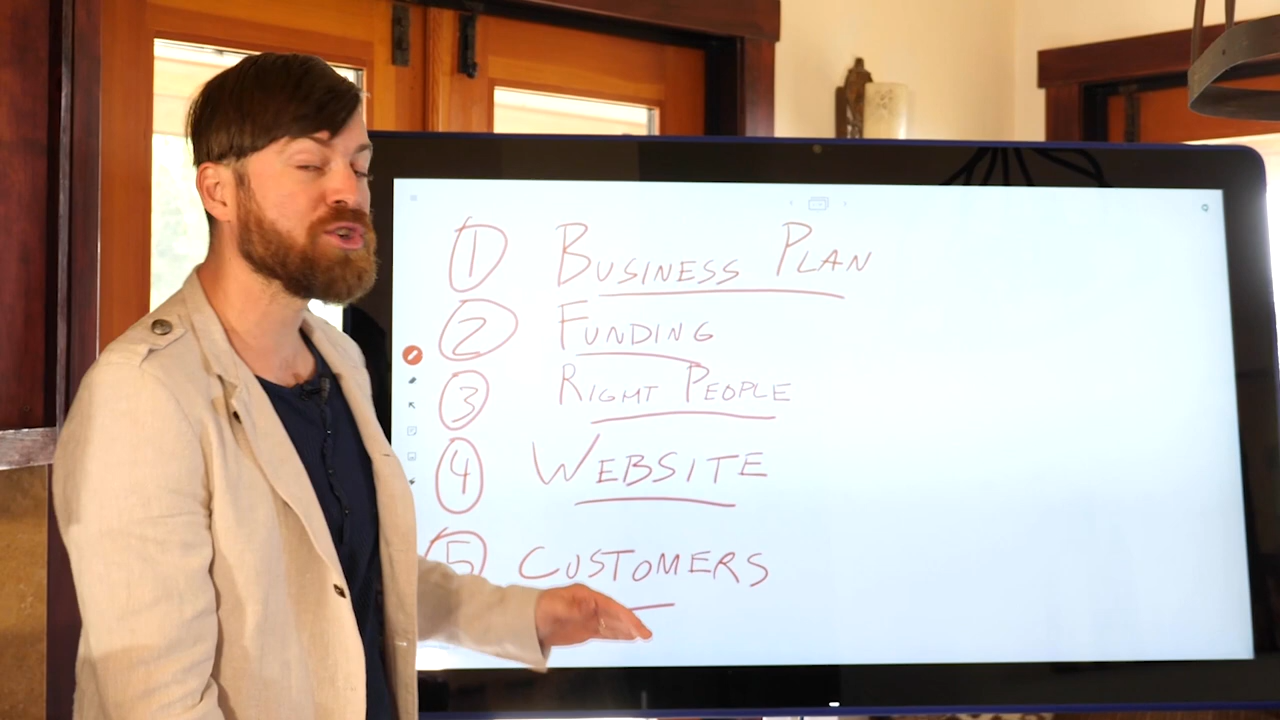 1 BUSINESS PLAN
2 FUNDING
3 RIGHT PEOPLE
4 WEBSITE
5 CUSTOMERS